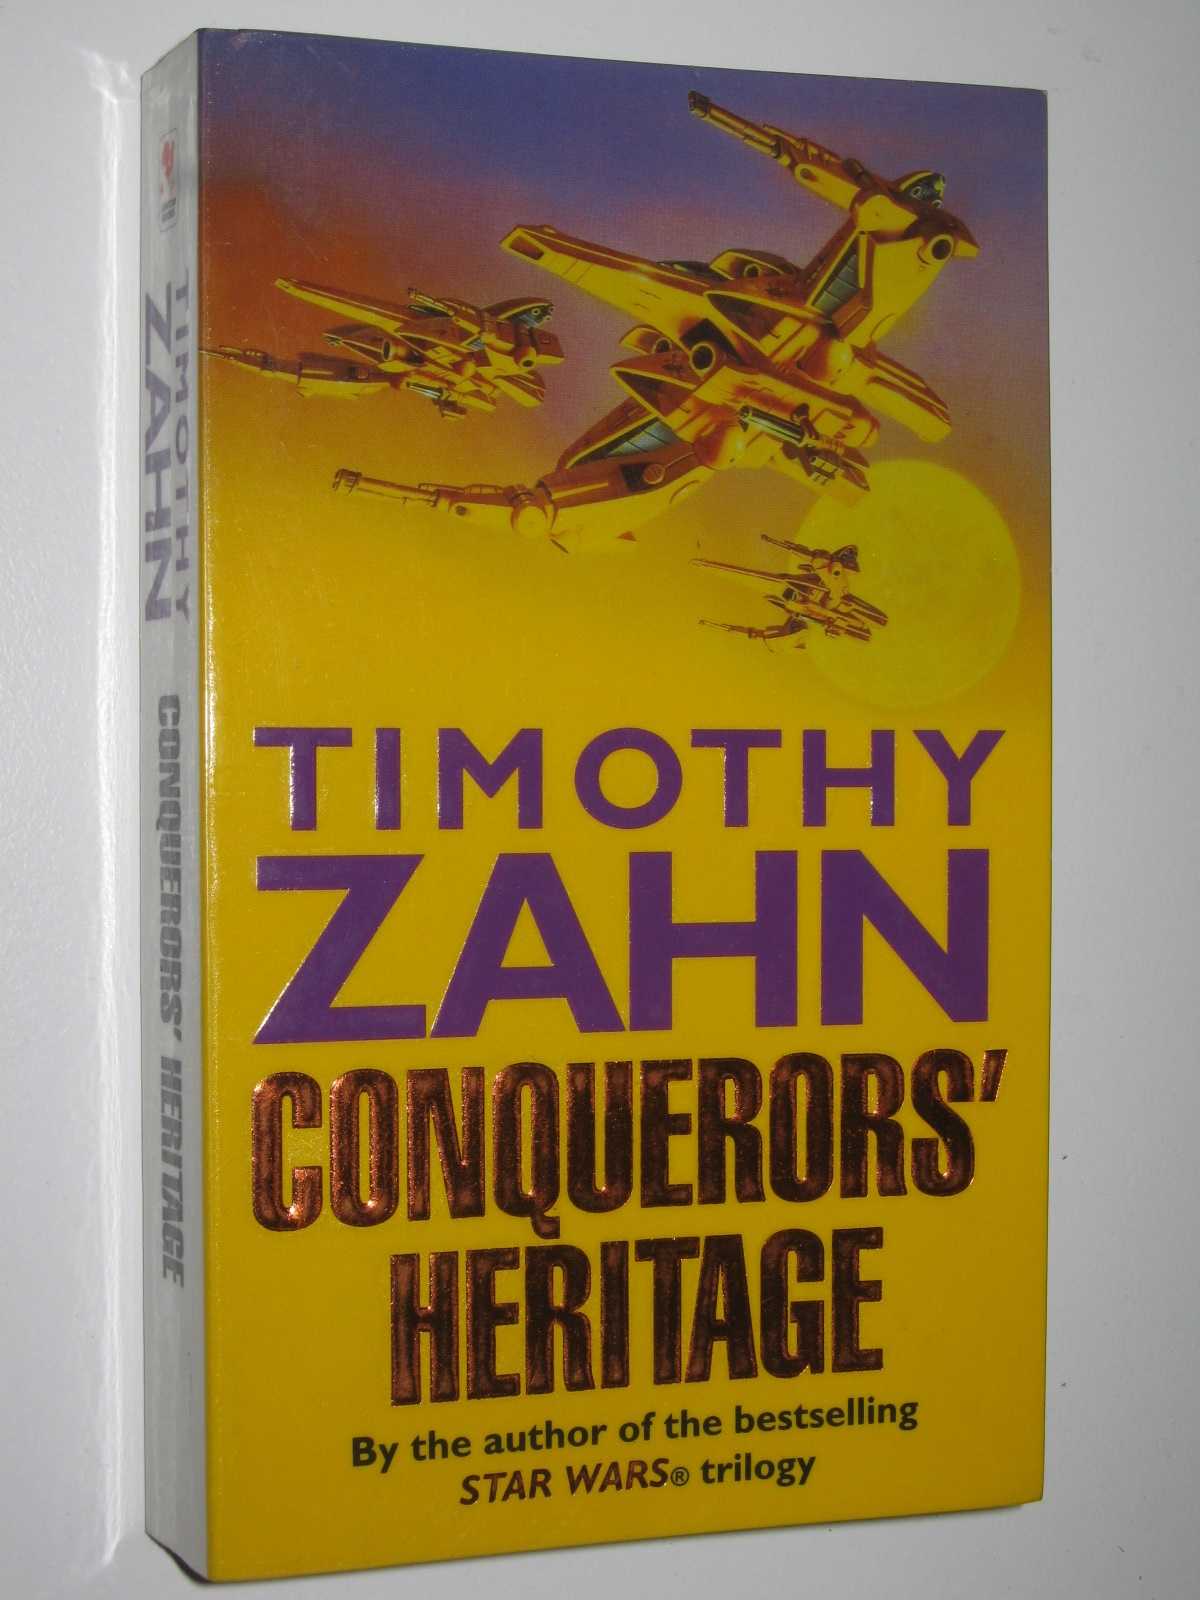 TIMOTHY
ZAHN
CONQUERORS' HERITAGE
TIMOTHY
ZAHN
CONQUERORS'
HERITAGE
By the author of the bestselling
STAR WARS® trilogy